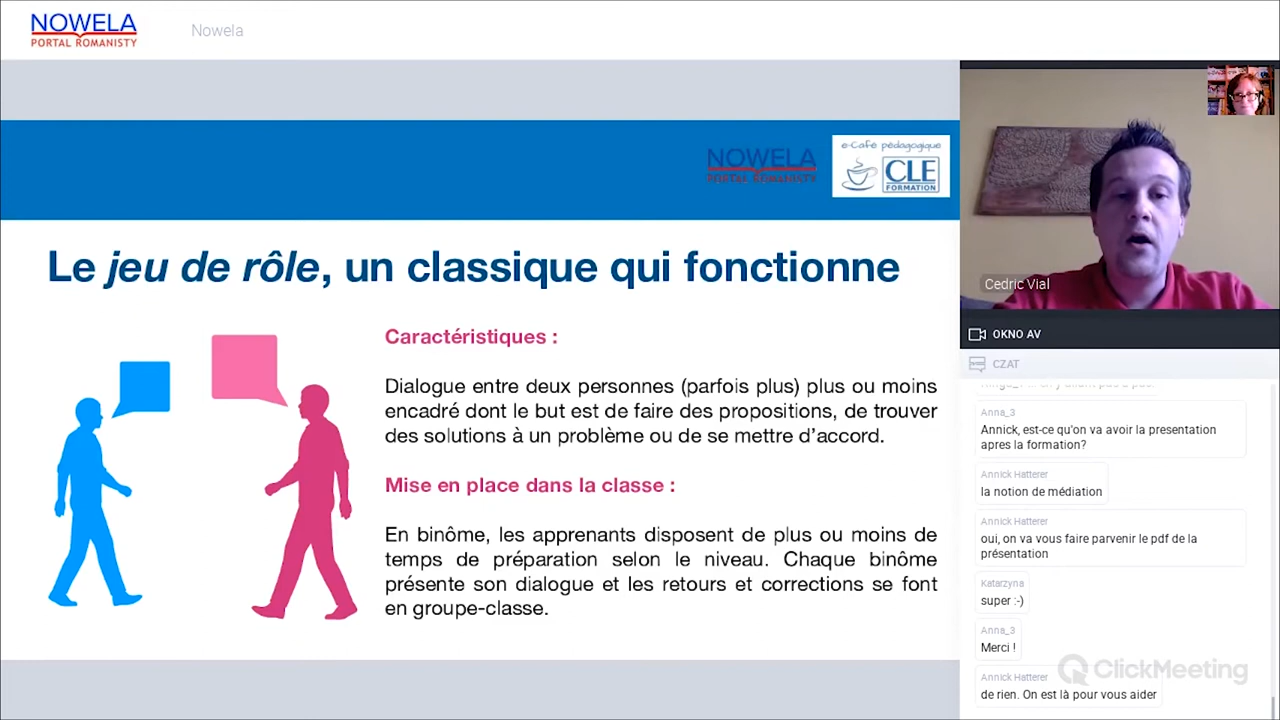 NOWELA
PORTAL ROMANISTY
Nowela
NOWELA
PORTAL ROMANISTY
e-Café pédagogique
CLE
FORMATION
Le jeu de rôle, un classique qui fonctionne
Caractéristiques :
Dialogue entre deux personnes (parfois plus) plus ou moins
encadré dont le but est de faire des propositions, de trouver
des solutions à un problème ou de se mettre d'accord.
Mise en place dans la classe :
En binôme, les apprenants disposent de plus ou moins de
temps de préparation selon le niveau. Chaque binôme
présente son dialogue et les retours et corrections se font
en groupe-classe.
Cedric Vial
OKNO AV
CZAT
Anna_3
Annick, est-ce qu'on va avoir la presentation
apres la formation?
Annick Hatterer
la notion de médiation
Annick Hatterer
oui, on va vous faire parvenir le pdf de la
présentation
Katarzyna
super :-)
Anna_3
Merci !
Annick Hatterer
de rien. On est là pour vous aider
ClickMeeting